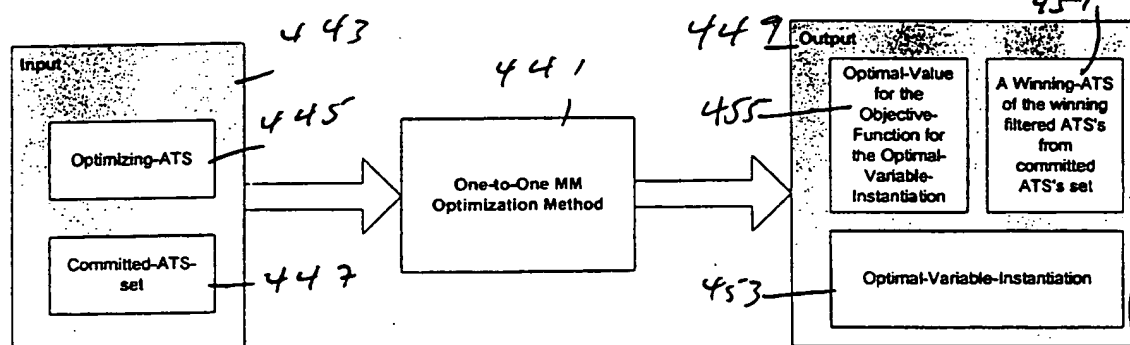 443
Input
445
Optimizing-ATS
Committed-ATS-
set
447
441
One-to-One MM
Optimization Method
449
Output
455
Optimal-Value
for the
Objective-
Function for
the Optimal-
Variable-
Instantiation
A Winning-ATS
of the winning
filtered ATS's
from
committed
ATS's set
453
Optimal-Variable-Instantiation